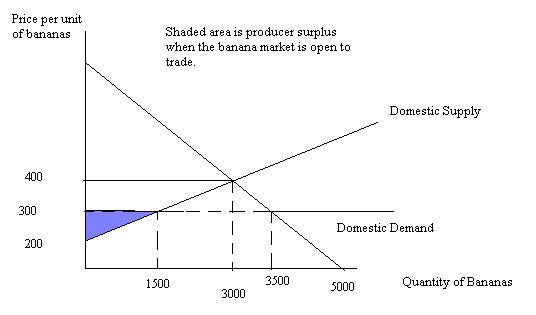 Price per unit
of bananas
Shaded area is producer surplus
when the banana market is open to
trade.
Domestic Supply
400
300
200
Domestic Demand
1500
3000
3500
5000
Quantity of Bananas